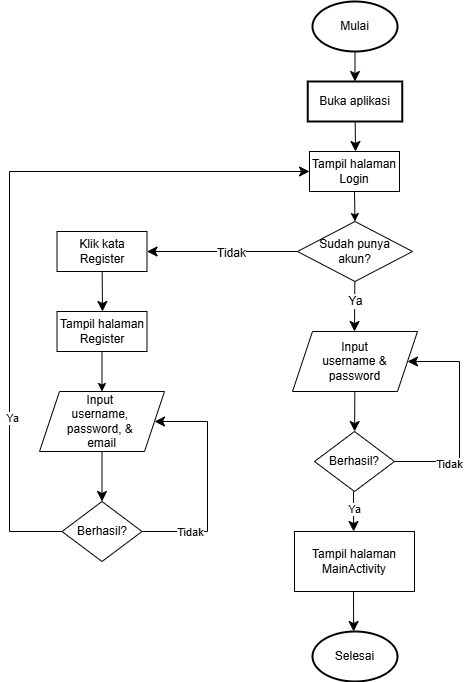 Mulai
Buka aplikasi
Tampil halaman
Login
Sudah punya
akun?
Tidak
Klik kata
Register
Tampil halaman
Register
Input
username,
password, &
email
Berhasil?
Tidak
Ya
Ya
Input
username &
password
Berhasil?
Tidak
Ya
Tampil halaman
MainActivity
Selesai